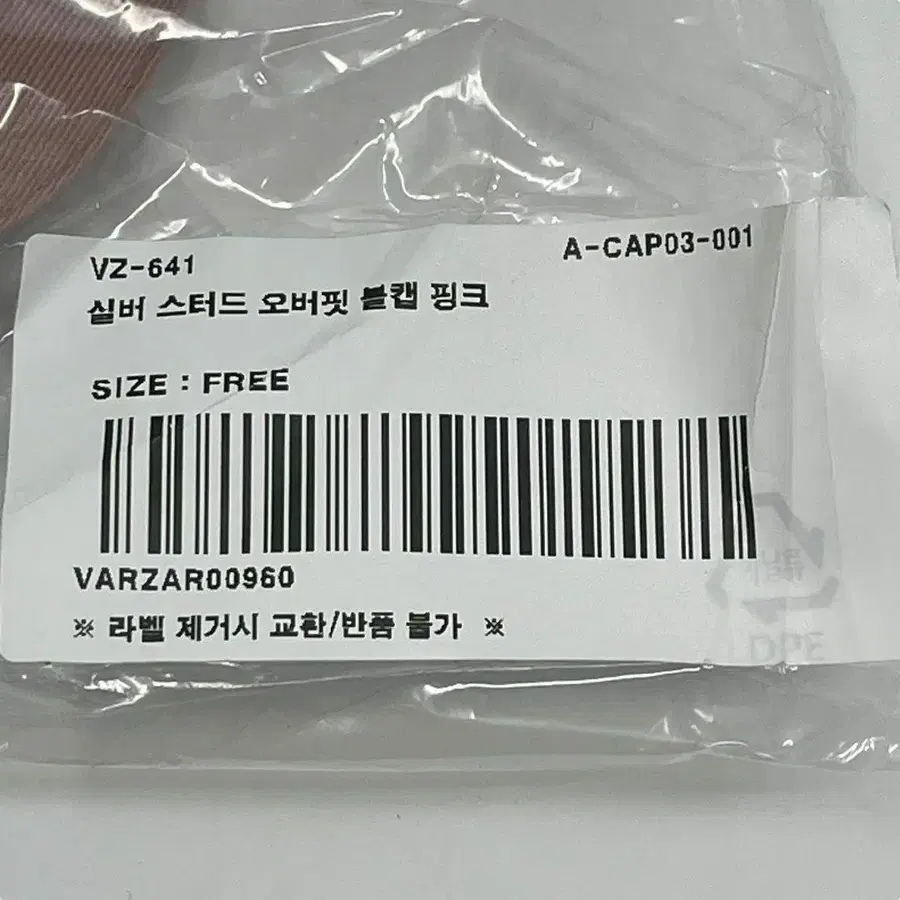 VZ-641
A-CAP03-001
실버 스터드 오버핏 볼캡 핑크
SIZE : FREE
VARZAR00960
※ 라벨 제거시 교환/반품 불가 ※